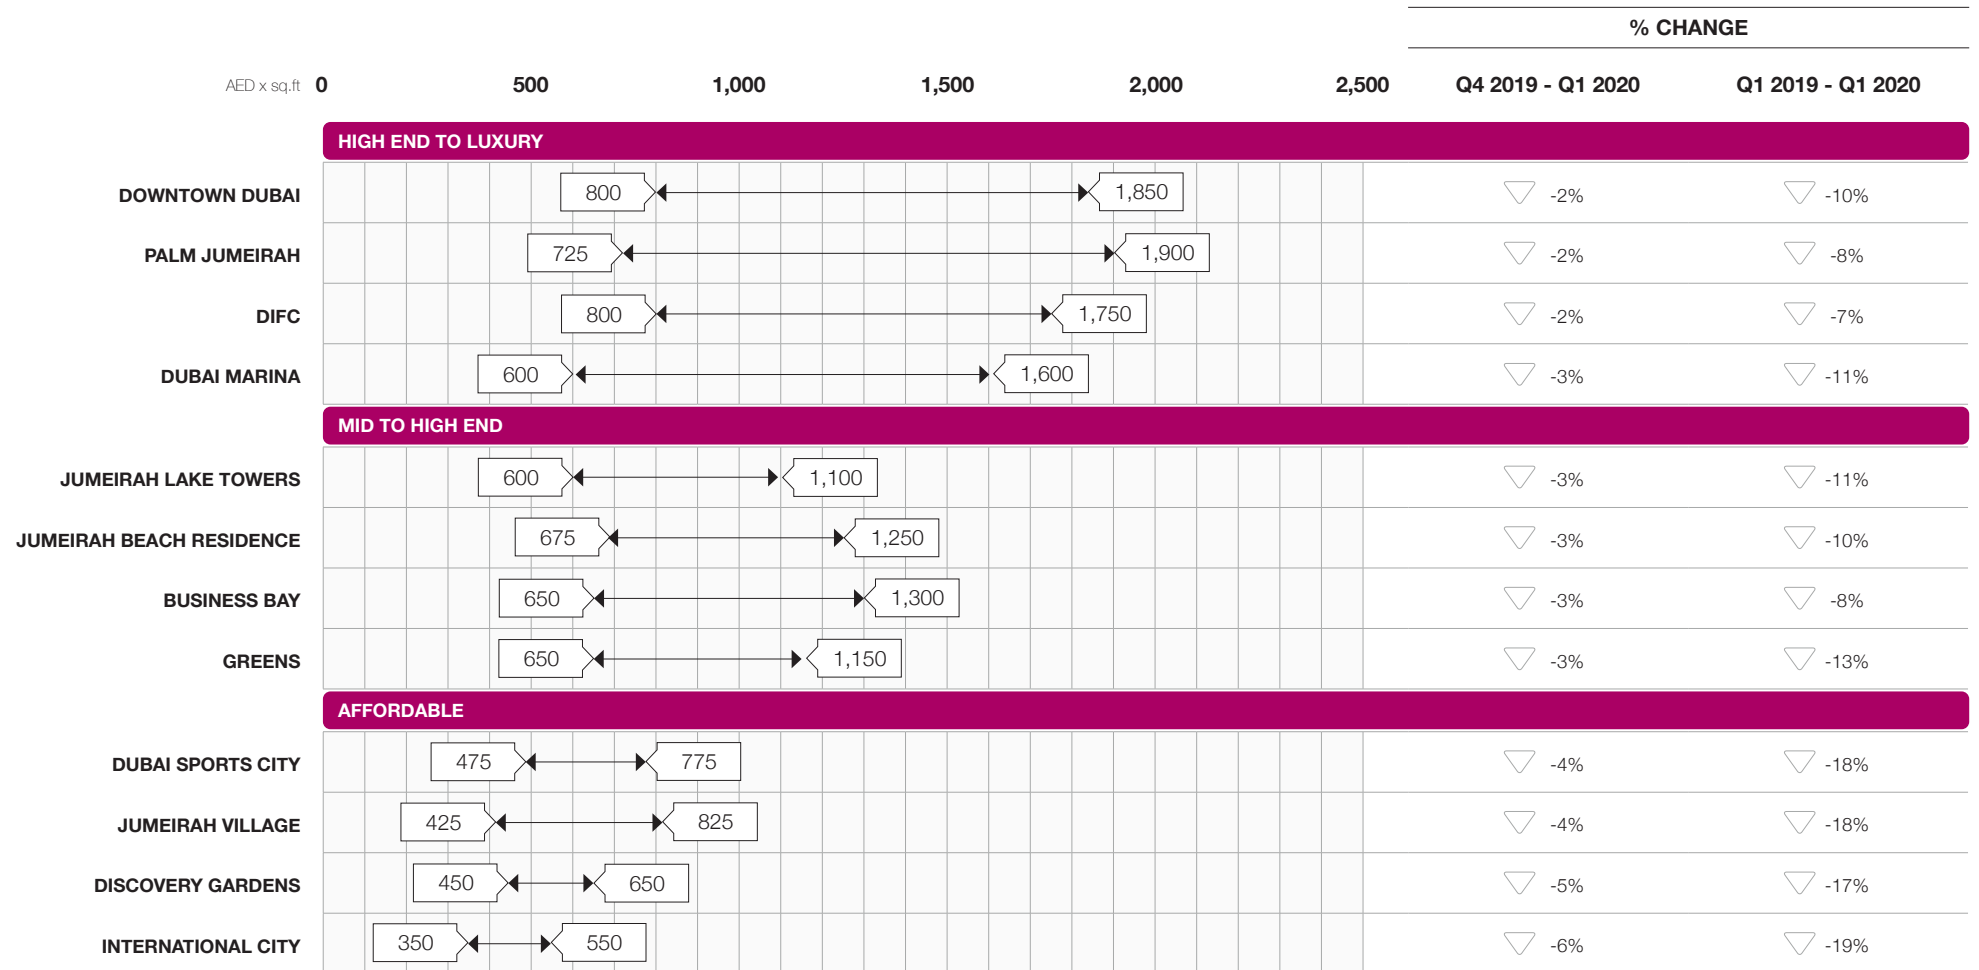 % CHANGE
AED x sq.ft 0 500 1,000 1,500 2,000 2,500 Q4 2019 - Q1 2020 Q1 2019 - Q1 2020
HIGH END TO LUXURY
DOWNTOWN DUBAI 800 1,850 -2% -10%
PALM JUMEIRAH 725 1,900 -2% -8%
DIFC 800 1,750 -2% -7%
DUBAI MARINA 600 1,600 -3% -11%
MID TO HIGH END
JUMEIRAH LAKE TOWERS 600 1,100 -3% -11%
JUMEIRAH BEACH RESIDENCE 675 1,250 -3% -10%
BUSINESS BAY 650 1,300 -3% -8%
GREENS 650 1,150 -3% -13%
AFFORDABLE
DUBAI SPORTS CITY 475 775 -4% -18%
JUMEIRAH VILLAGE 425 825 -4% -18%
DISCOVERY GARDENS 450 650 -5% -17%
INTERNATIONAL CITY 350 550 -6% -19%